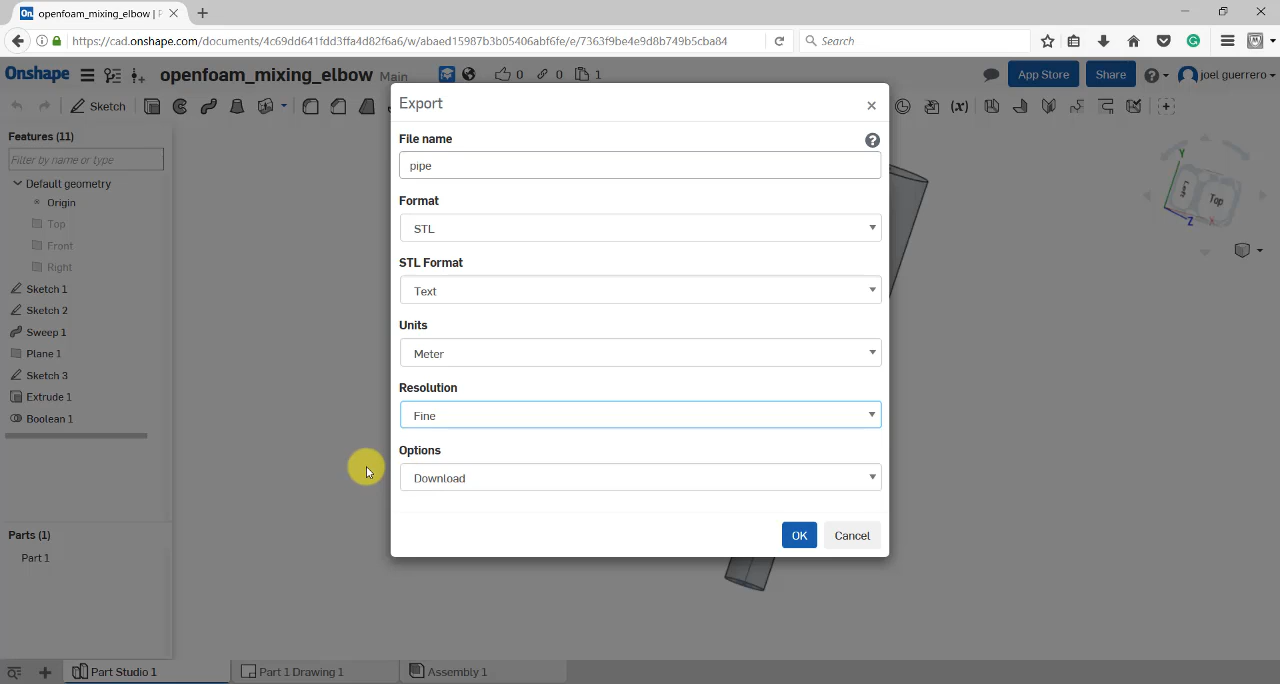 openfoam_mixing_elbow |
https://cad.onshape.com/documents/4c69dd641fdd3ffa4d82f6a6/w/abaed15987b3b05406abf6fe/e/7363f9be4e9d8b749b5cba84
Search
Onshape
openfoam_mixing_elbow Main
0
0
1
App Store
Share
joel guerrero
Sketch
(x)
Features (11)
Filter by name or type
Default geometry
Origin
Top
Front
Right
Sketch 1
Sketch 2
Sweep 1
Plane 1
Sketch 3
Extrude 1
Boolean 1
Parts (1)
Part 1
Export
File name
pipe
Format
STL
STL Format
Text
Units
Meter
Resolution
Fine
Options
Download
OK
Cancel
Y
Left
Top
Z
X
Part Studio 1
Part 1 Drawing 1
Assembly 1